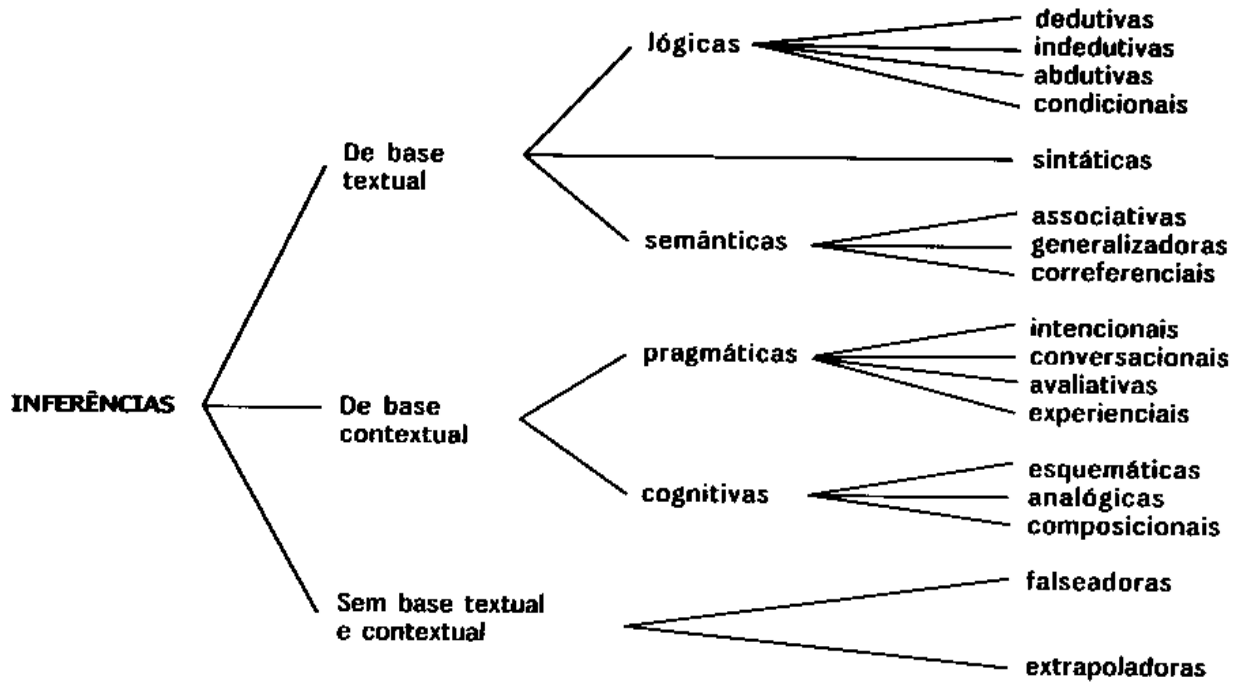 dedutivas
lógicas
indedutivas
abdutivas
condicionais
De base
textual
sintáticas
associativas
semânticas
generalizadoras
correferenciais
intencionais
pragmáticas
conversacionais
avaliativas
INFERÊNCIAS
De base
contextual
experienciais
esquemáticas
cognitivas
analógicas
composicionais
falseadoras
Sem base textual
e contextual
extrapoladoras